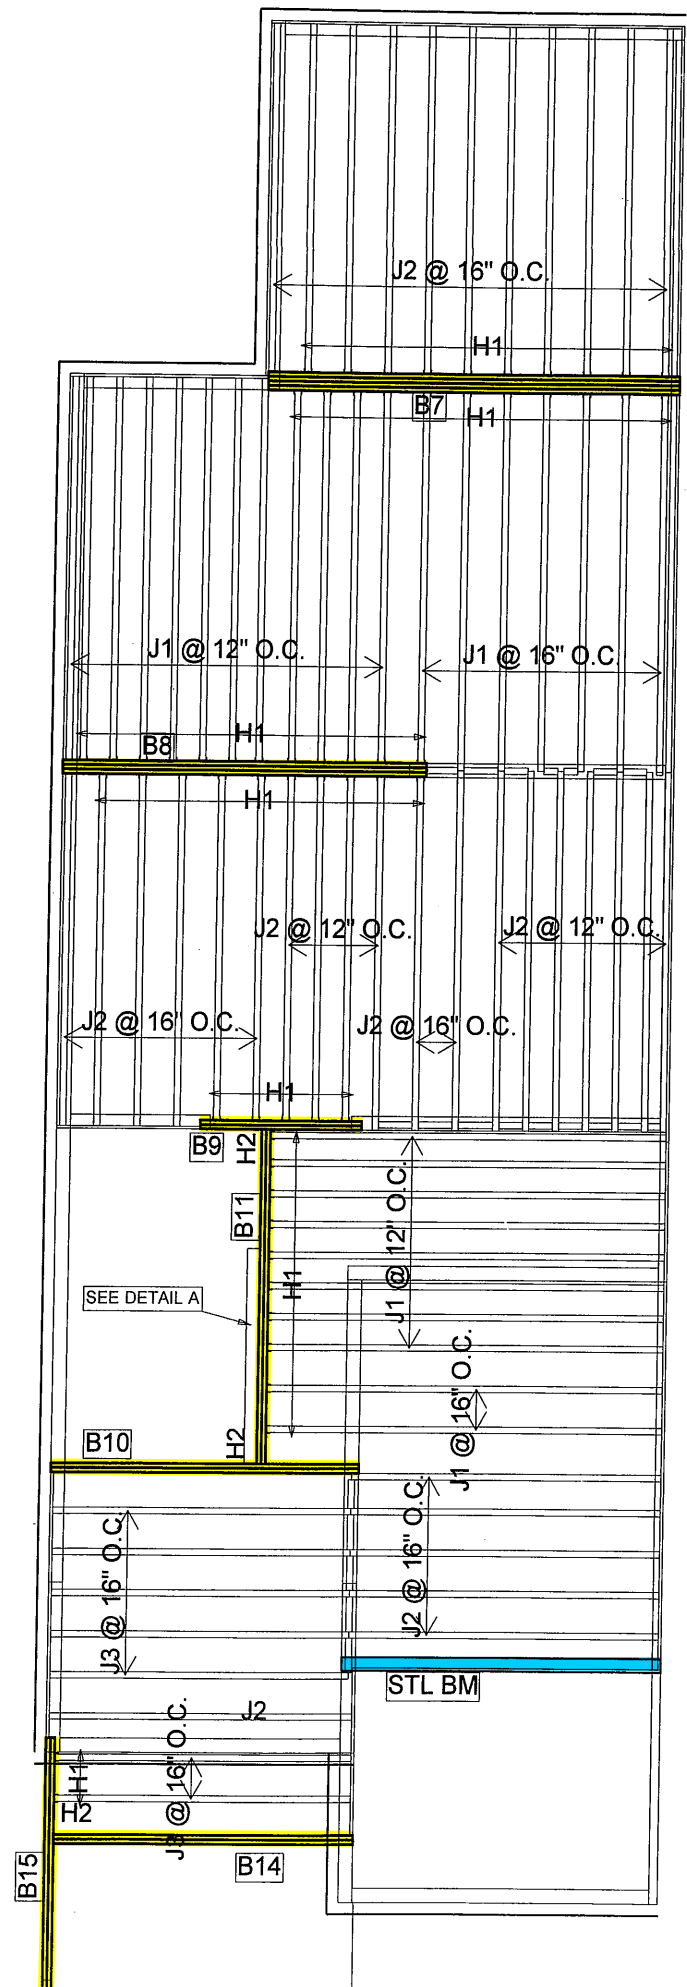 J2 @ 16" O.C.
H1
B7
H1
J1 @ 12" O.C.
J1 @ 16" O.C.
H1
B8
H1
J2 @ 12" O.C.
J2 @ 12" O.C.
J2 @ 16" O.C.
J2 @ 16" O.C.
H1
B9
H2
B11
J1 @ 12" O.C.
H1
SEE DETAIL A
J1 @ 16" O.C.
H2
B10
J3 @ 16" O.C.
J2 @ 16" O.C.
STL BM
J2
J3 @ 16" O.C.
H1
H2
B15
B14